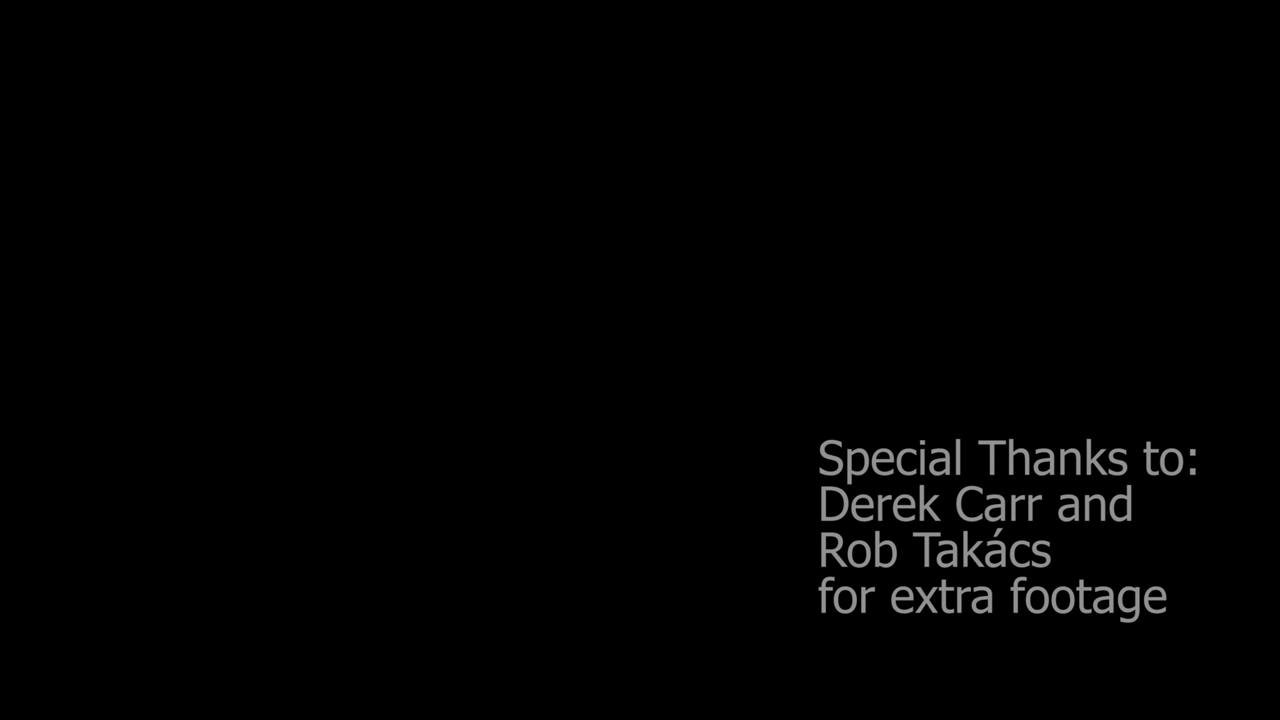 Special Thanks to:
Derek Carr and
Rob Takács
for extra footage